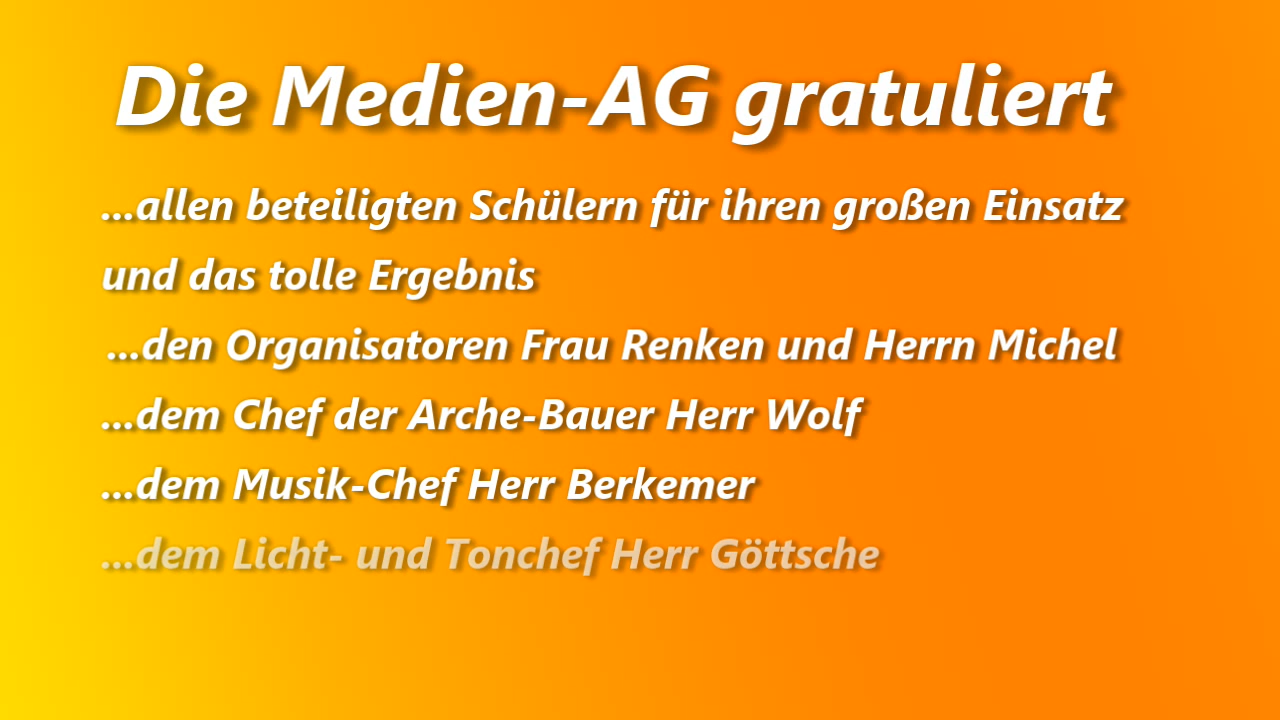 Die Medien-AG gratuliert
...allen beteiligten Schülern für ihren großen Einsatz
und das tolle Ergebnis
...den Organisatoren Frau Renken und Herrn Michel
...dem Chef der Arche-Bauer Herr Wolf
...dem Musik-Chef Herr Berkemer
...dem Licht- und Tonchef Herr Göttsche